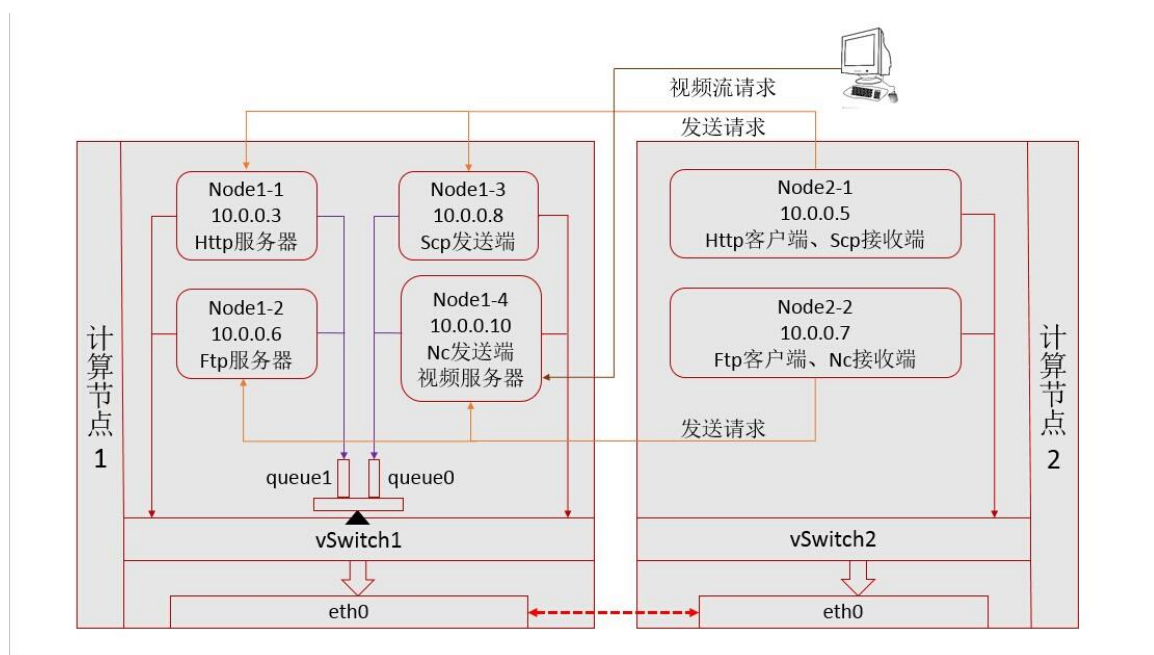 视频流请求
发送请求
Node1-1
10.0.0.3
Http服务器
Node1-3
10.0.0.8
Scp发送端
Node2-1
10.0.0.5
Http客户端、Scp接收端
Node1-2
10.0.0.6
Ftp服务器
Node1-4
10.0.0.10
Nc发送端
视频服务器
Node2-2
10.0.0.7
Ftp客户端、Nc接收端
计算节点1
计算节点2
发送请求
queue1
queue0
vSwitch1
vSwitch2
eth0
eth0